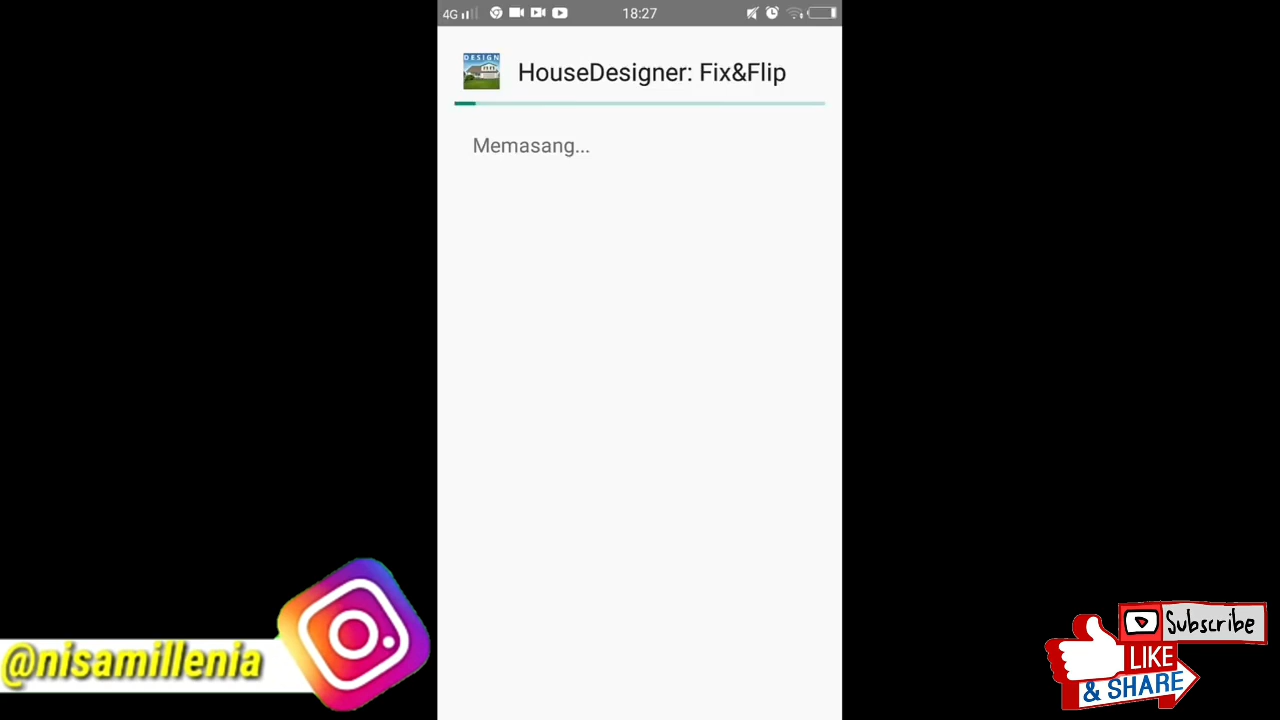 4G 18:27
DESIGN
HouseDesigner: Fix&Flip
Memasang...
@nisamillenia
Subscribe
LIKE
& SHARE